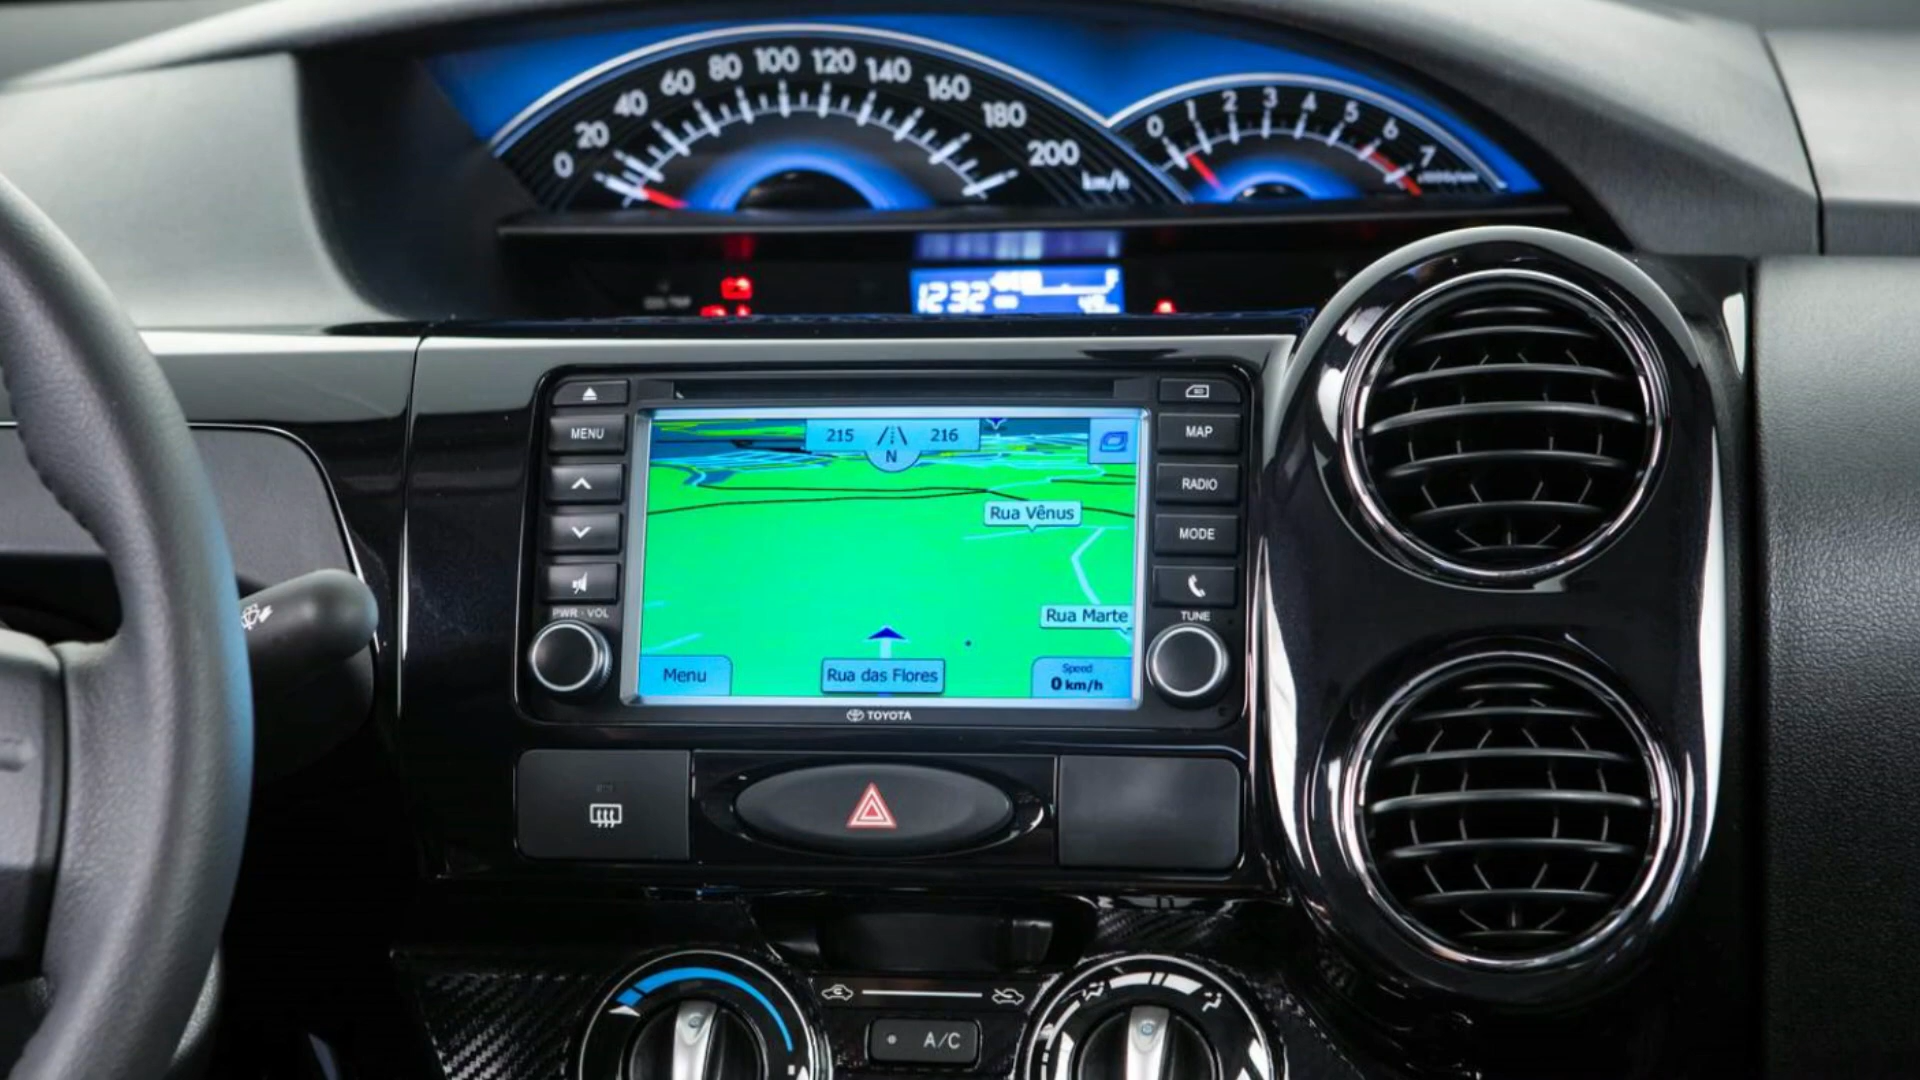 0 20 40 60 80 100 120 140 160 180 200
km/h
0 1 2 3 4 5 6 7
1232
MENU
PWR · VOL
215 N 216
Rua Vênus
Rua Marte
Menu
Rua das Flores
Speed
0 km/h
TOYOTA
MAP
RADIO
MODE
TUNE
A/C